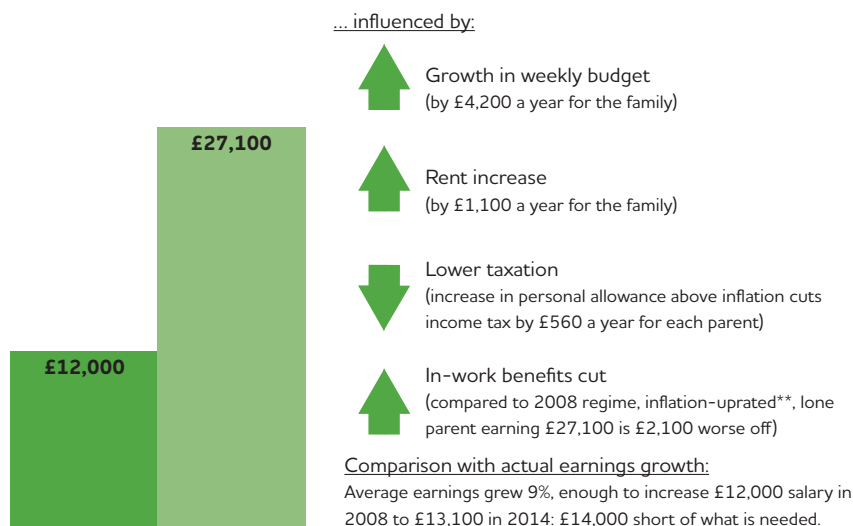 ... influenced by:
Growth in weekly budget
(by £4,200 a year for the family)
£27,100
Rent increase
(by £1,100 a year for the family)
Lower taxation
(increase in personal allowance above inflation cuts
income tax by £560 a year for each parent)
£12,000
In-work benefits cut
(compared to 2008 regime, inflation-uprated**, lone
parent earning £27,100 is £2,100 worse off)
Comparison with actual earnings growth:
Average earnings grew 9%, enough to increase £12,000 salary in
2008 to £13,100 in 2014: £14,000 short of what is needed.